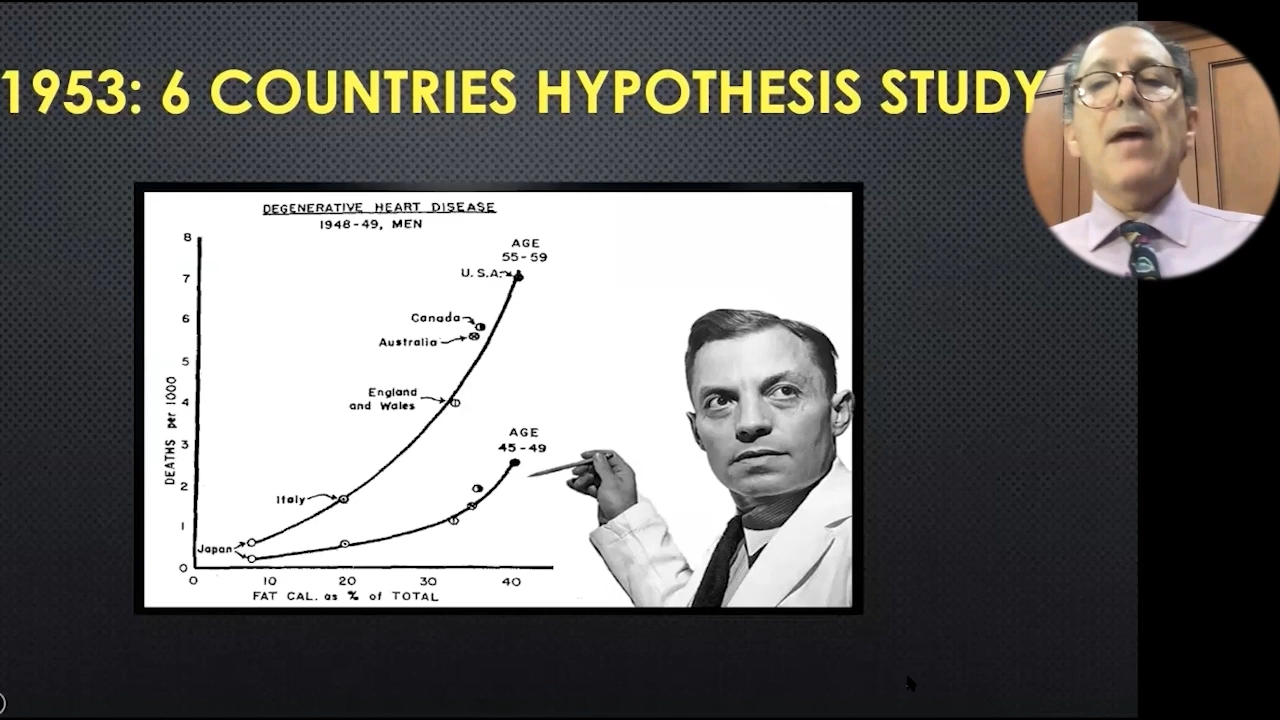 1953: 6 COUNTRIES HYPOTHESIS STUDY
DEGENERATIVE HEART DISEASE
1948-49, MEN
8
7
6
5
4
3
2
1
0
DEATHS per 1000
AGE
55-59
U.S.A.
Canada
Australia
England
and Wales
AGE
45-49
Italy
Japan
0 10 20 30 40
FAT CAL. as % of TOTAL